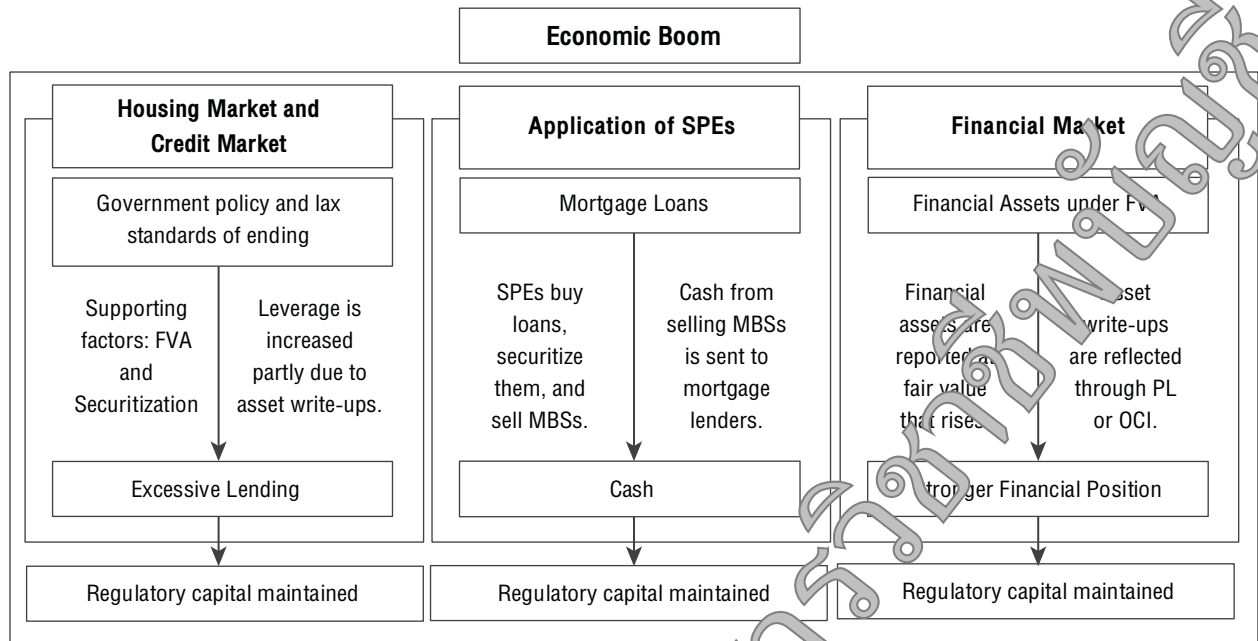 Economic Boom
Housing Market and
Credit Market
Government policy and lax
standards of ending
Supporting
factors: FVA
and
Securitization
Leverage is
increased
partly due to
asset write-ups.
Excessive Lending
Regulatory capital maintained
Application of SPEs
Mortgage Loans
SPEs buy
loans,
securitize
them, and
sell MBSs.
Cash from
selling MBSs
is sent to
mortgage
lenders.
Cash
Regulatory capital maintained
Financial Market
Financial Assets under FVA
Financial
assets are
reported at
fair value
that rises.
Asset
write-ups
are reflected
through PL
or OCI.
Stronger Financial Position
Regulatory capital maintained